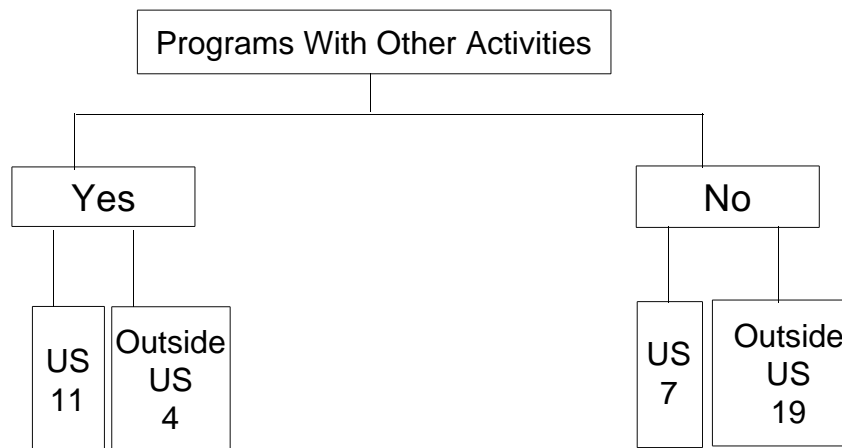 Programs With Other Activities
Yes
No
US
11
Outside
US
4
US
7
Outside
US
19